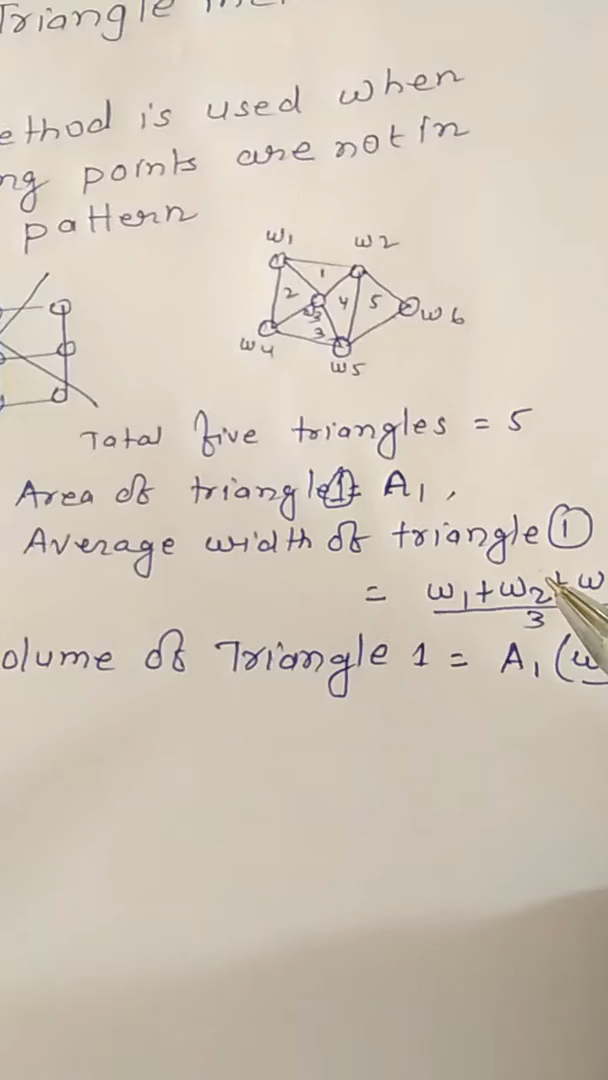 Triangle
ethod is used when
ng points are not in
pattern
w1 w2
1
2 4 5 w6
3
w4 3
w5
Tatal five triangles = 5
Area of triangle 1 = A1,
Average width of triangle 1
= w1+w2+w
3
olume of Triangle 1 = A1 (w